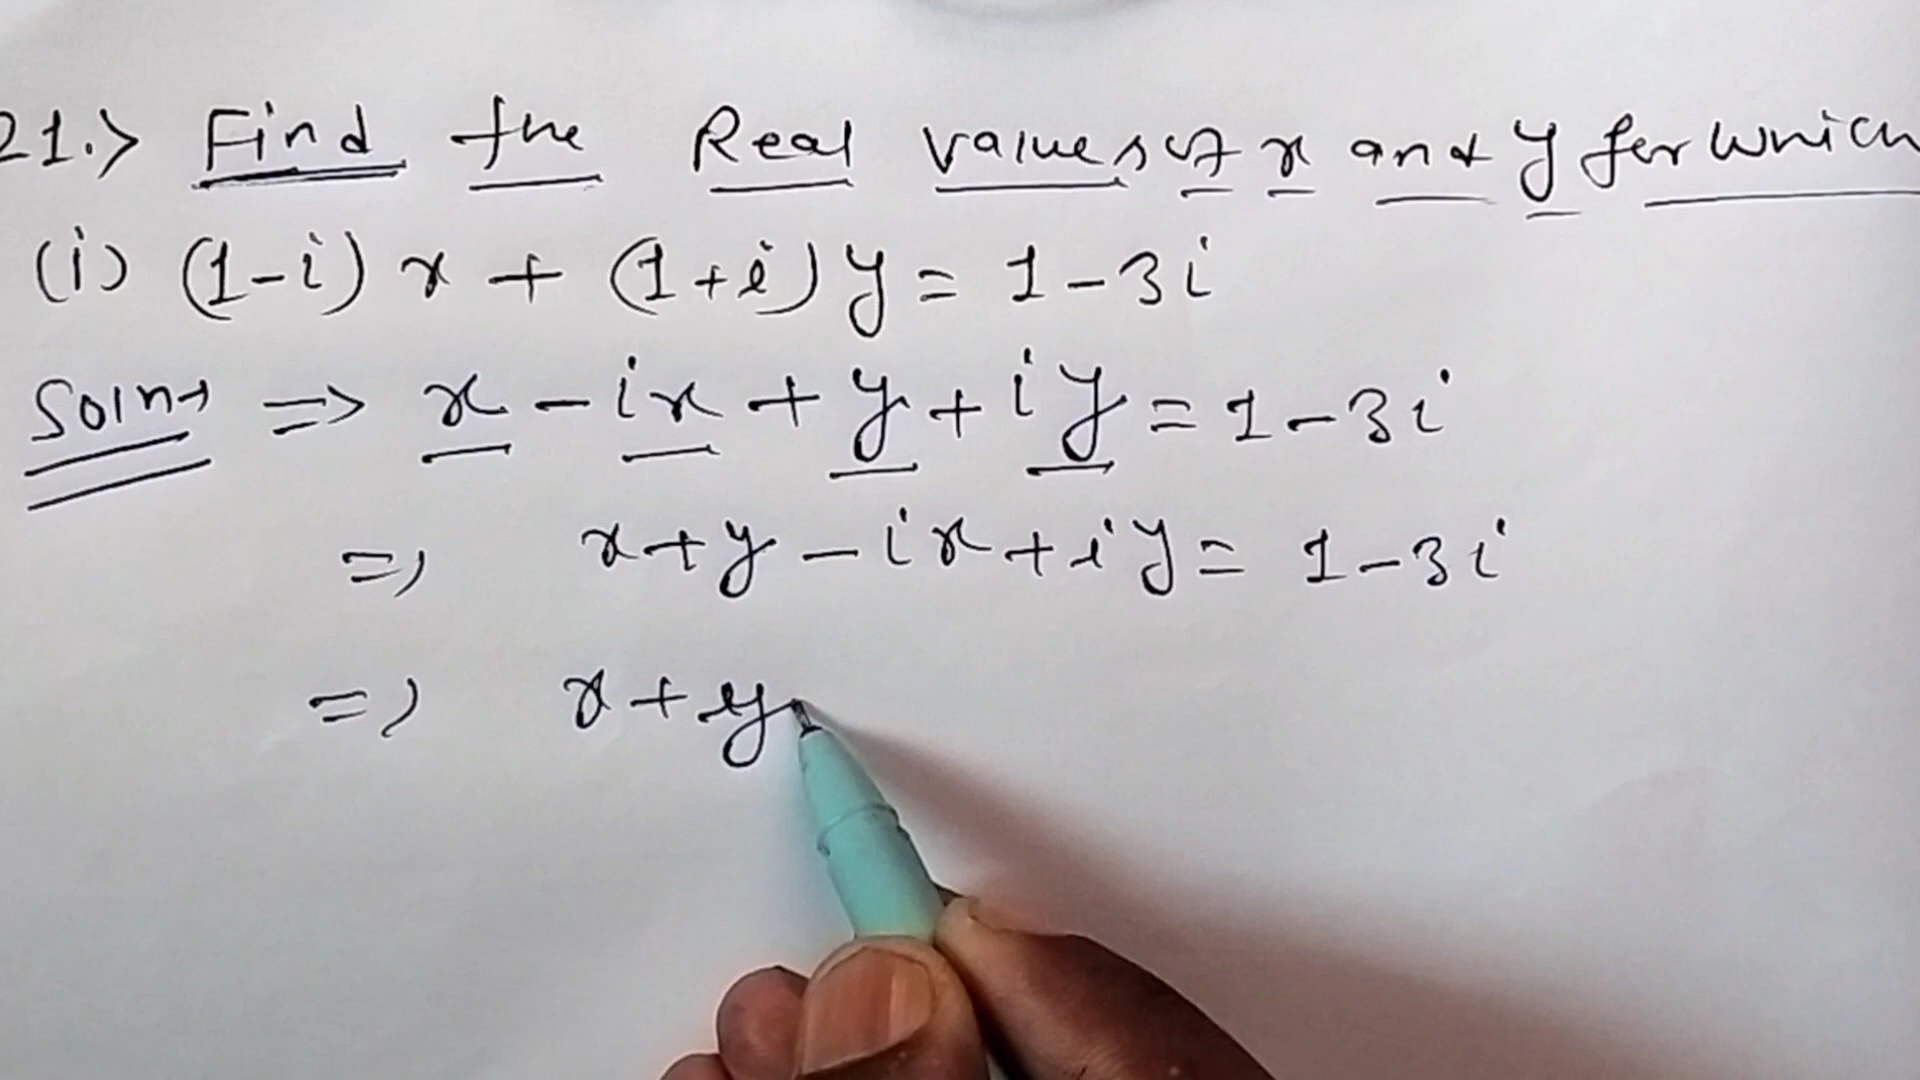 21.> Find the Real values of x and y for which
(i) (1-i) x + (1+i) y = 1-3i
Soln => x - ix + y + iy = 1-3i
=> x+y - ix + iy = 1-3i
=> x+y